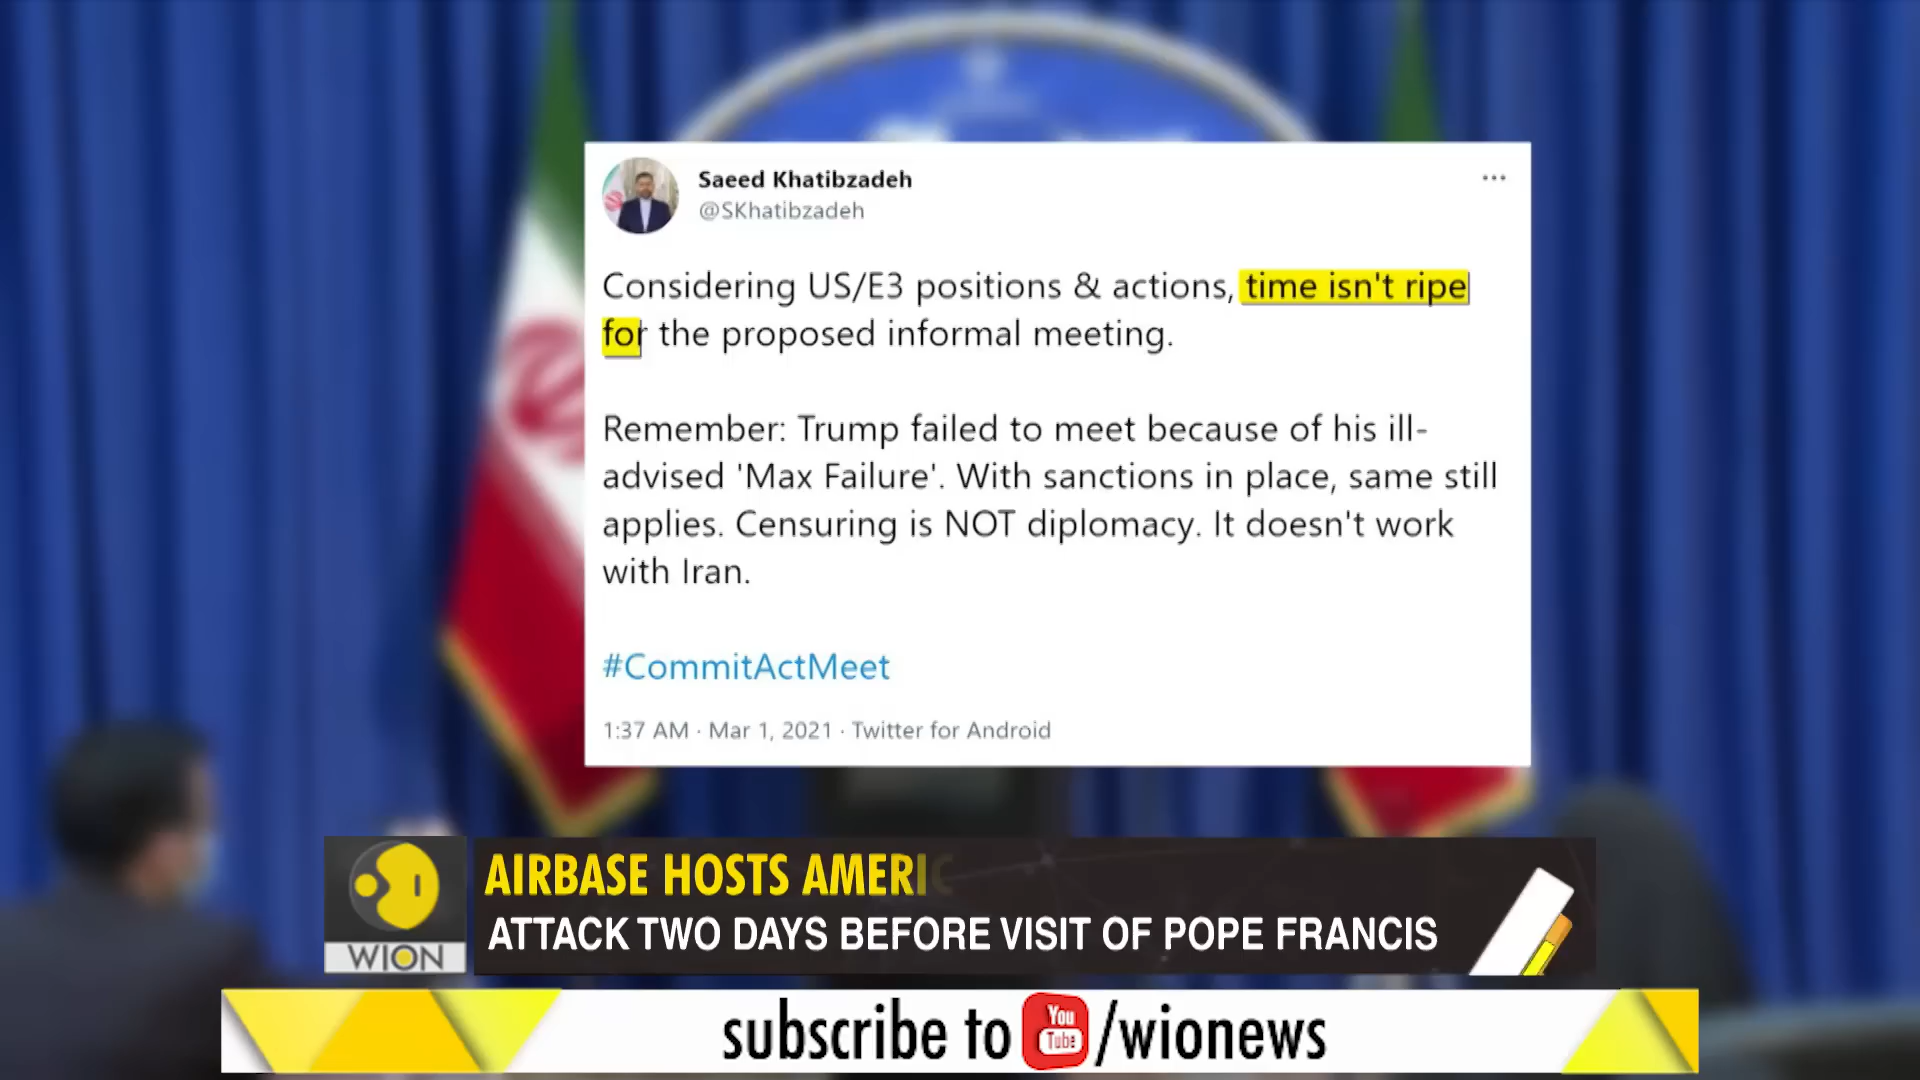 Saeed Khatibzadeh
@SKhatibzadeh
Considering US/E3 positions & actions, time isn't ripe
for the proposed informal meeting.
Remember: Trump failed to meet because of his ill-
advised 'Max Failure'. With sanctions in place, same still
applies. Censuring is NOT diplomacy. It doesn't work
with Iran.
#CommitActMeet
1:37 AM · Mar 1, 2021 · Twitter for Android
AIRBASE HOSTS AMERIC
ATTACK TWO DAYS BEFORE VISIT OF POPE FRANCIS
WION
subscribe to You Tube /wionews